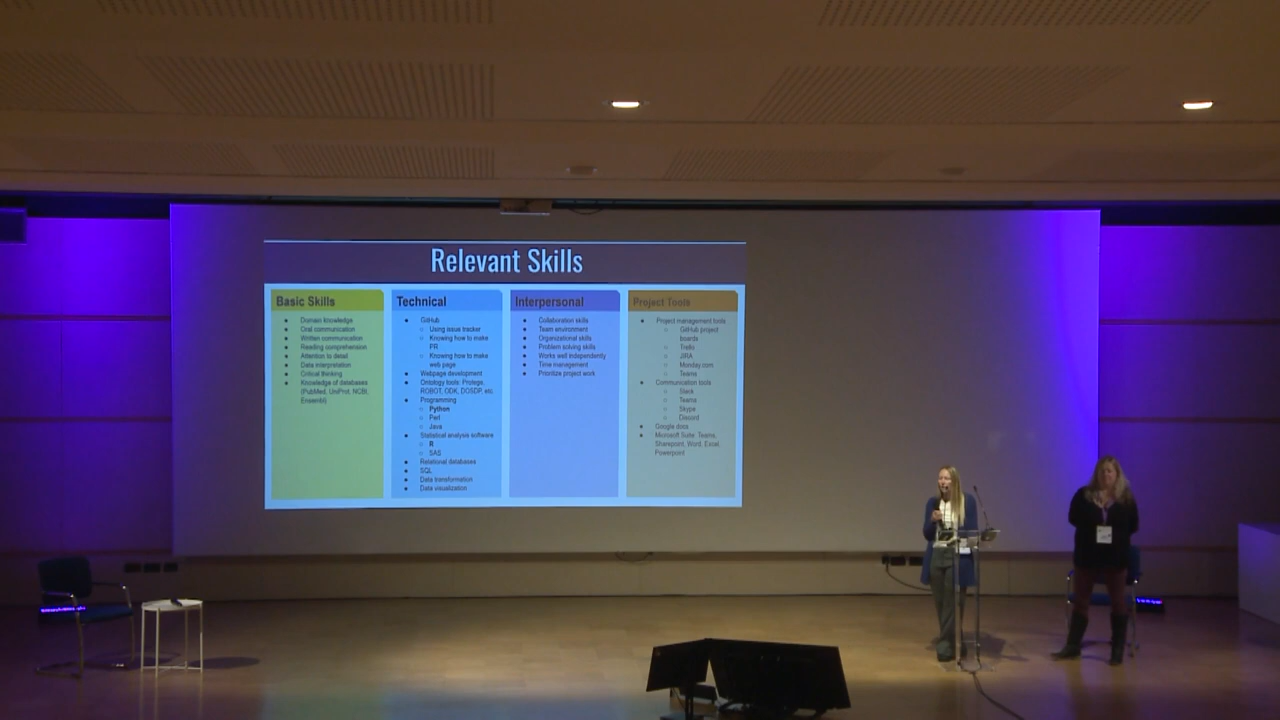 Relevant Skills
Basic Skills
Domain knowledge
Oral communication
Written communication
Reading comprehension
Attention to detail
Data interpretation
Critical thinking
Knowledge of databases
(PubMed, UniProt, NCBI,
Ensembl)
Technical
GitHub
Using issue tracker
Knowing how to make
PR
Knowing how to make
web page
Webpage development
Ontology tools: Protege,
ROBOT, ODK, DOSDP, etc.
Programming
Python
Perl
Java
Statistical analysis software
R
SAS
Relational databases
SQL
Data transformation
Data visualization
Interpersonal
Collaboration skills
Team environment
Organizational skills
Problem solving skills
Works well independently
Time management
Prioritize project work
Project Tools
Project management tools
GitHub project
boards
Trello
JIRA
Monday.com
Teams
Communication tools
Slack
Teams
Skype
Discord
Google docs
Microsoft Suite: Teams,
Sharepoint, Word, Excel,
Powerpoint